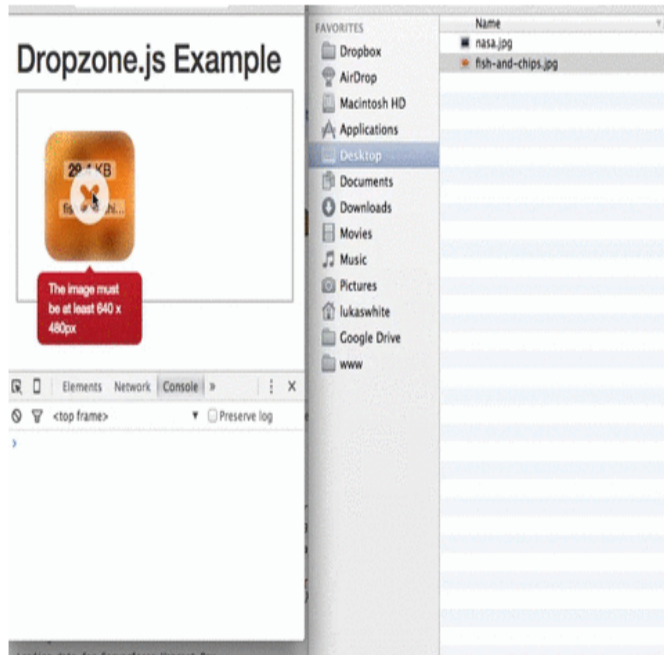 Dropzone.js Example
KB
The image must
be at least 640 x
480px
Elements Network Console »
<top frame> ▼ Preserve log
>
FAVORITES
Dropbox
AirDrop
Macintosh HD
Applications
Desktop
Documents
Downloads
Movies
Music
Pictures
lukaswhite
Google Drive
www
Name
nasa.jpg
fish-and-chips.jpg